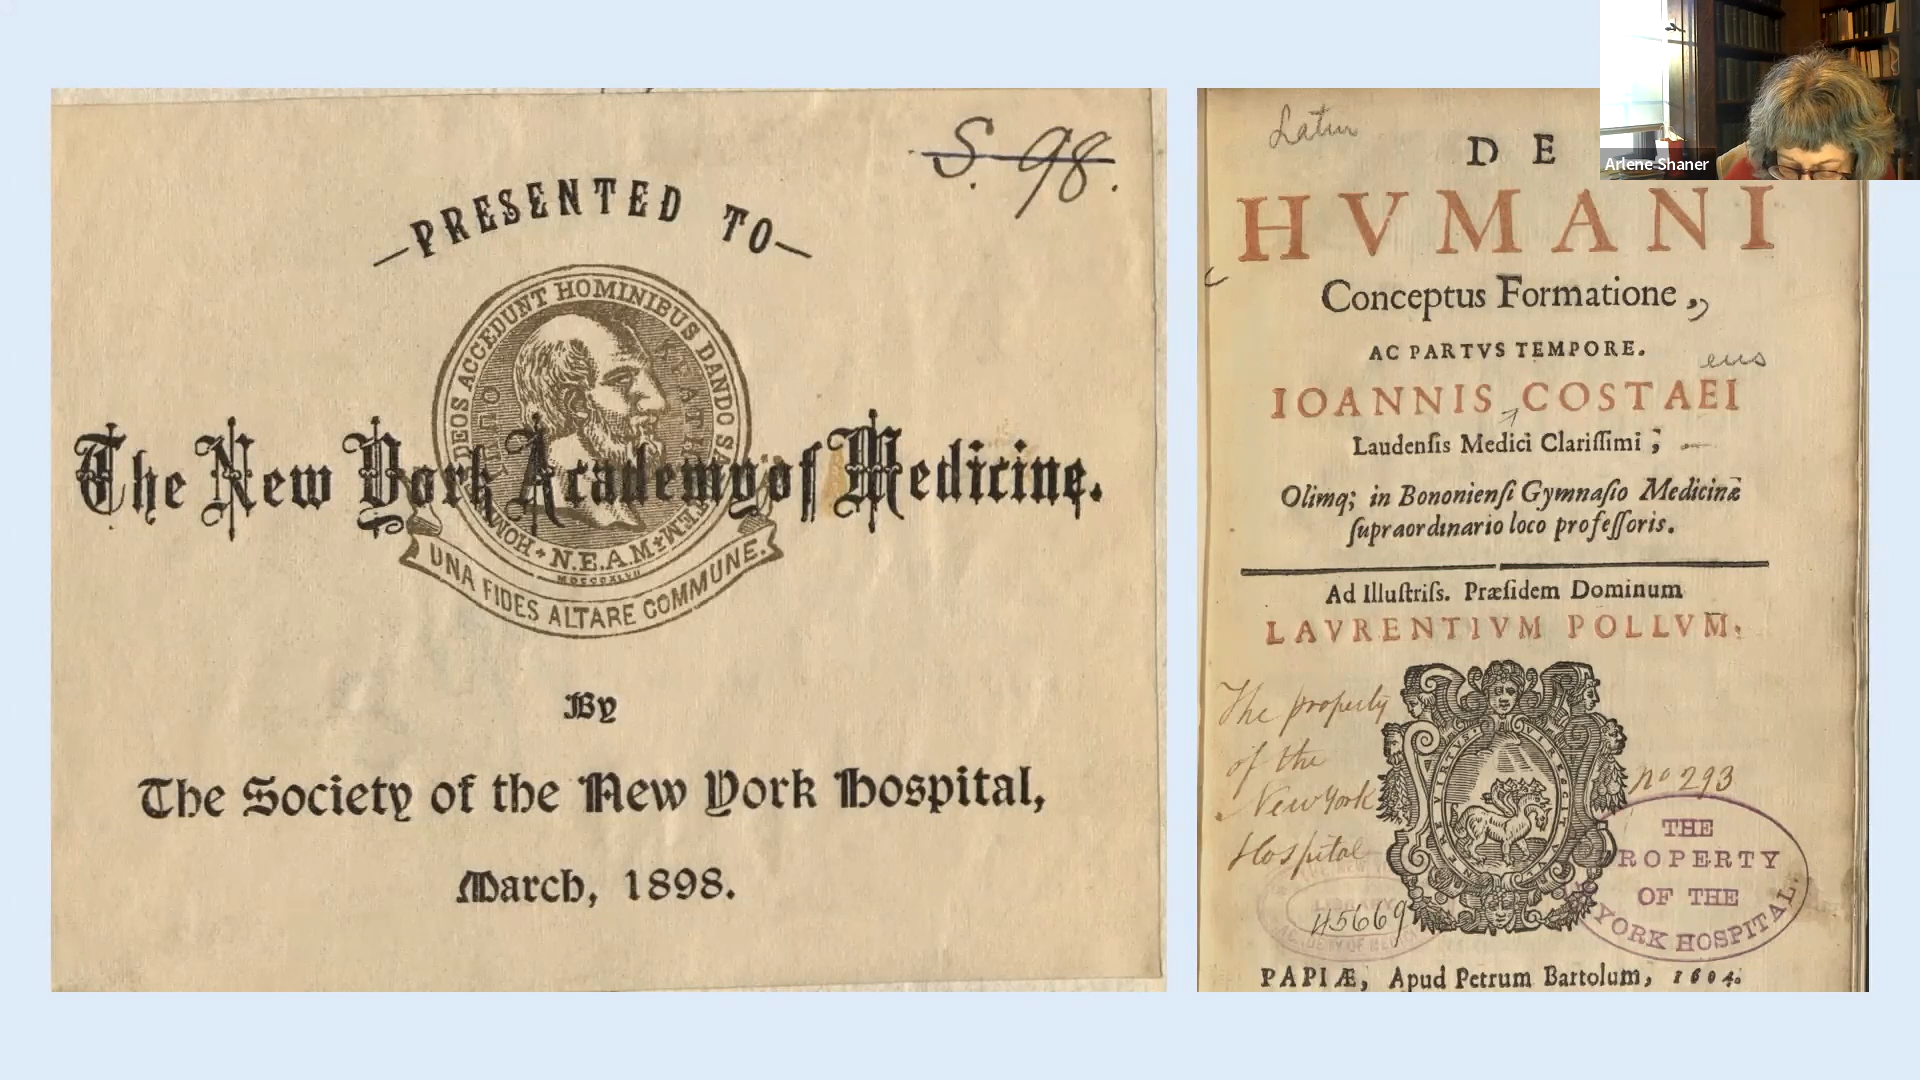 S. 98.
—PRESENTED TO—
DEOS ACCEDUNT HOMINIBUS DANDO
The New York Academy of Medicine.
N.E.A.M.
MDCCCXLVII
UNA FIDES ALTARE COMMUNE.
By
The Society of the New York Hospital,
March, 1898.
Arlene Shaner
Latin
DE
HVMANI
Conceptus Formatione,
AC PARTVS TEMPORE.
eus
IOANNIS COSTAEI
Laudenſis Medici Clariſſimi;
Olimq; in Bononienſi Gymnaſio Medicinæ
ſupraordinario loco profeſſoris.
Ad Illuſtriſs. Præſidem Dominum
LAVRENTIVM POLLVM.
The property
of the
New York
Hospital
no 293
THE
PROPERTY
OF THE
YORK HOSPITAL.
LIBRARY
45669
PAPIÆ, Apud Petrum Bartolum, 1604.